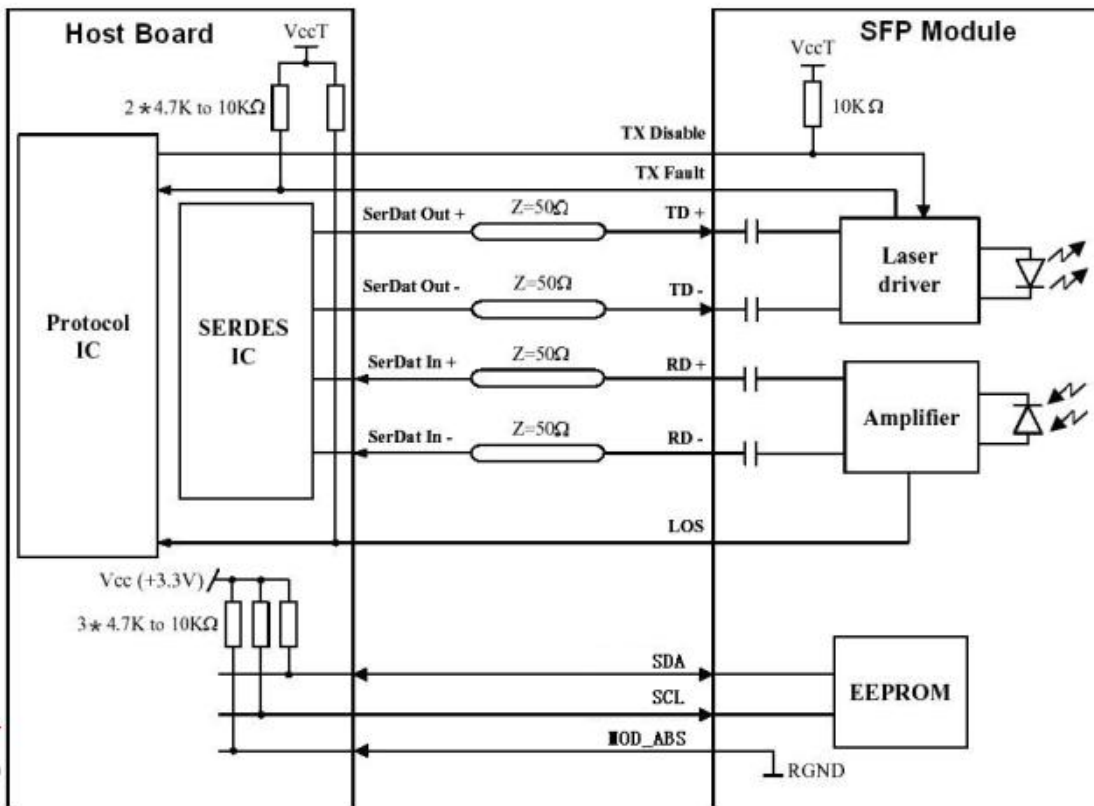 Host Board
SFP Module
VccT
VccT
2*4.7K to 10KΩ
10KΩ
TX Disable
TX Fault
SerDat Out +
Z=50Ω
TD +
Laser
driver
SerDat Out -
Z=50Ω
TD -
Protocol
IC
SERDES
IC
SerDat In +
Z=50Ω
RD +
Amplifier
SerDat In -
Z=50Ω
RD -
LOS
Vcc (+3.3V)
3*4.7K to 10KΩ
SDA
EEPROM
SCL
MOD_ABS
RGND